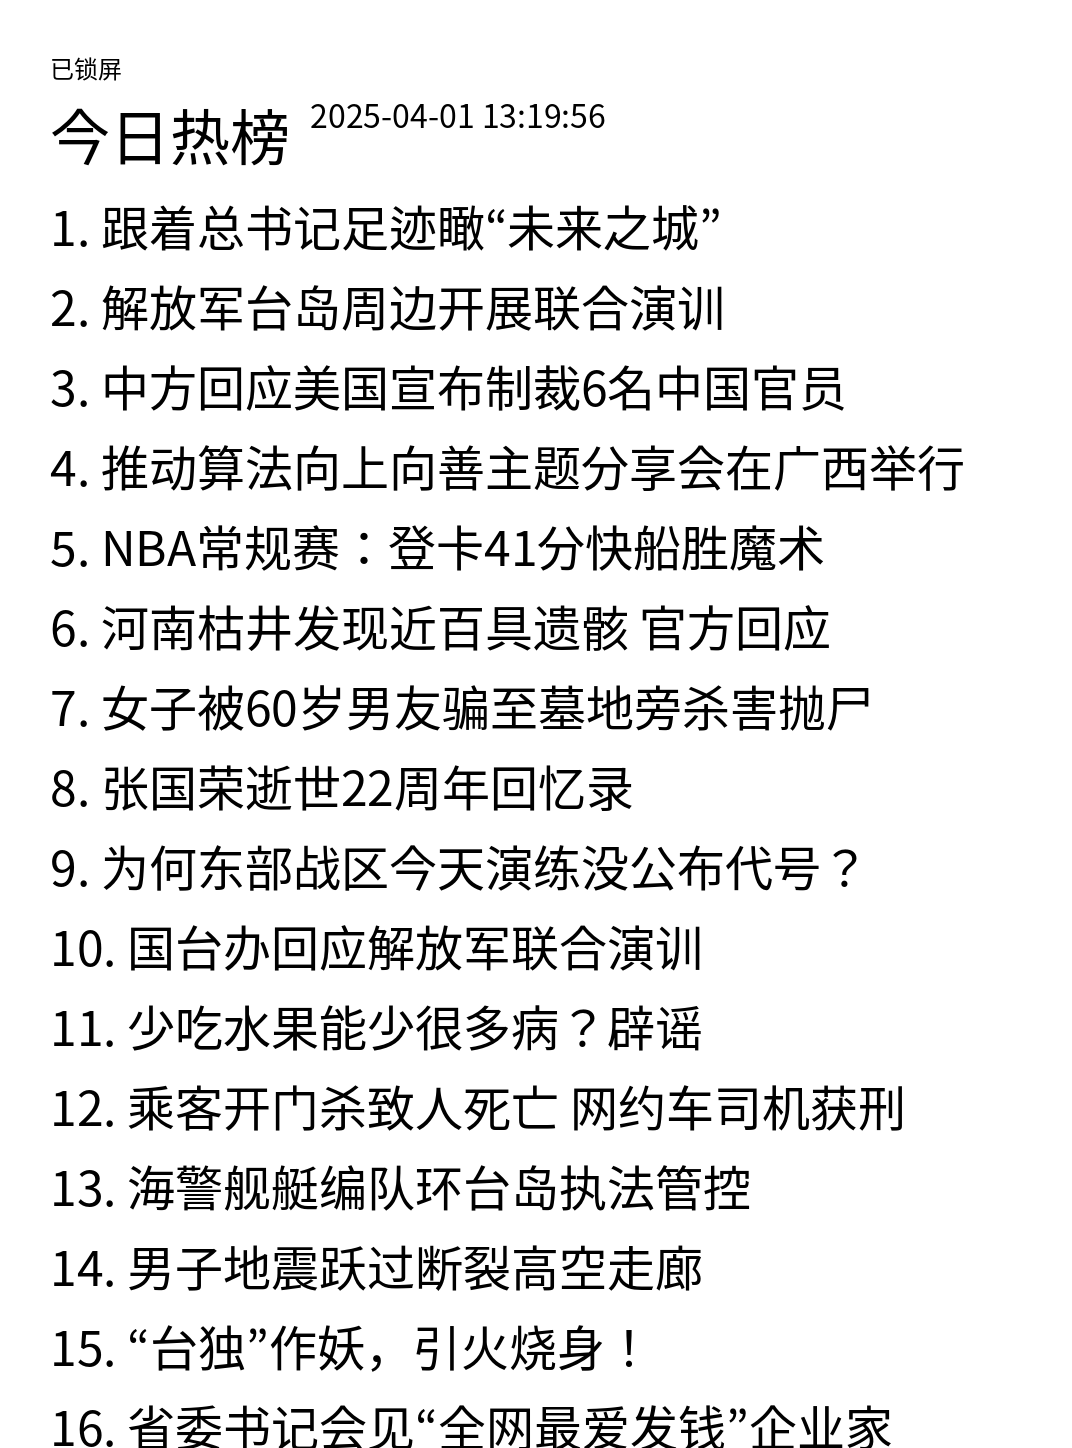 已锁屏
今日热榜 2025-04-01 13:19:56
1. 跟着总书记足迹瞰“未来之城”
2. 解放军台岛周边开展联合演训
3. 中方回应美国宣布制裁6名中国官员
4. 推动算法向上向善主题分享会在广西举行
5. NBA常规赛：登卡41分快船胜魔术
6. 河南枯井发现近百具遗骸 官方回应
7. 女子被60岁男友骗至墓地旁杀害抛尸
8. 张国荣逝世22周年回忆录
9. 为何东部战区今天演练没公布代号？
10. 国台办回应解放军联合演训
11. 少吃水果能少很多病？辟谣
12. 乘客开门杀致人死亡 网约车司机获刑
13. 海警舰艇编队环台岛执法管控
14. 男子地震跃过断裂高空走廊
15. “台独”作妖，引火烧身！
16. 省委书记会见“全网最爱发钱”企业家